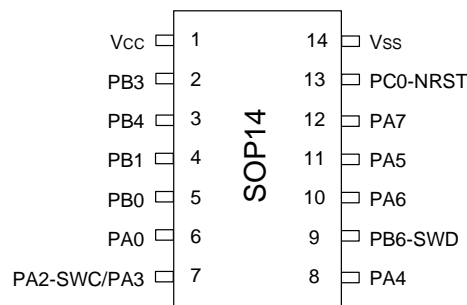 Vcc 1 14 Vss
PB3 2 13 PC0-NRST
PB4 3 12 PA7
PB1 4 11 PA5
PB0 5 10 PA6
PA0 6 9 PB6-SWD
PA2-SWC/PA3 7 8 PA4
SOP14